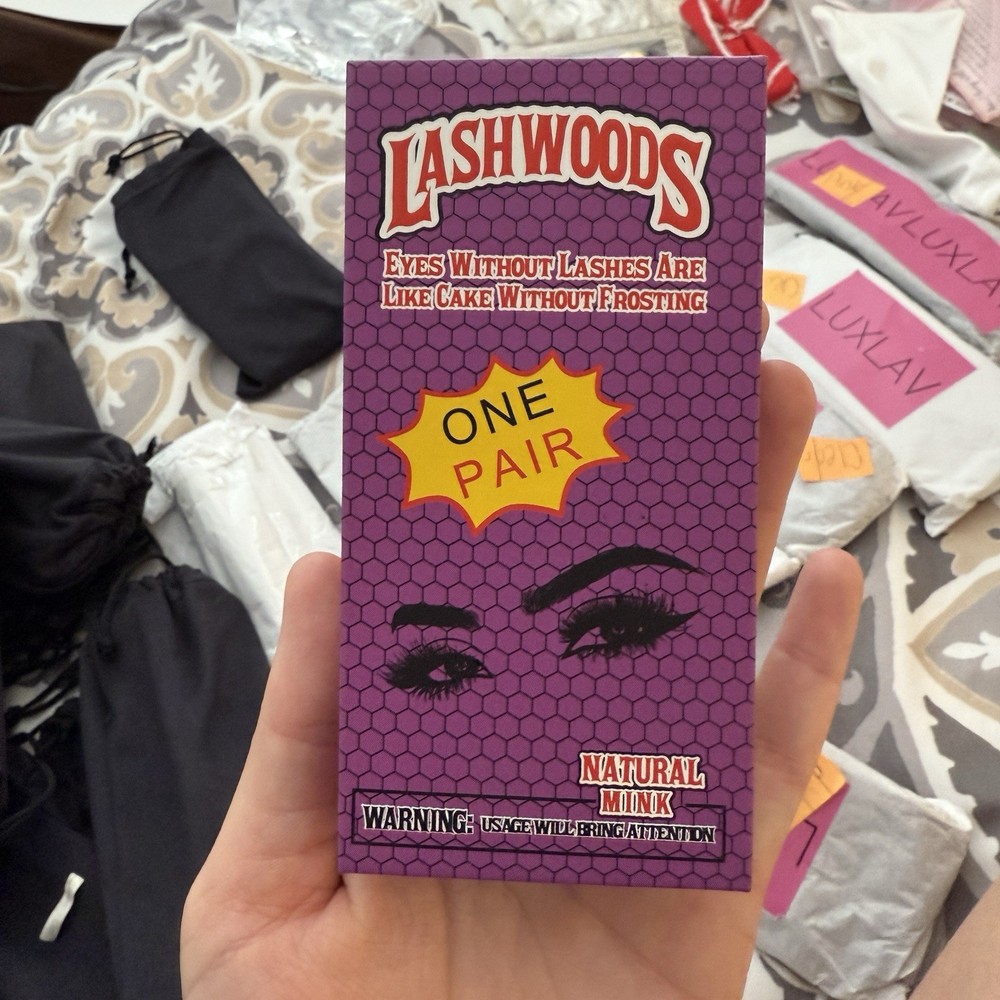 LASHWOODS
EYES WITHOUT LASHES ARE
LIKE CAKE WITHOUT FROSTING
ONE
PAIR
NATURAL
MINK
WARNING: USAGE WILL BRING ATTENTION
AVLUXLA
LUXLAV